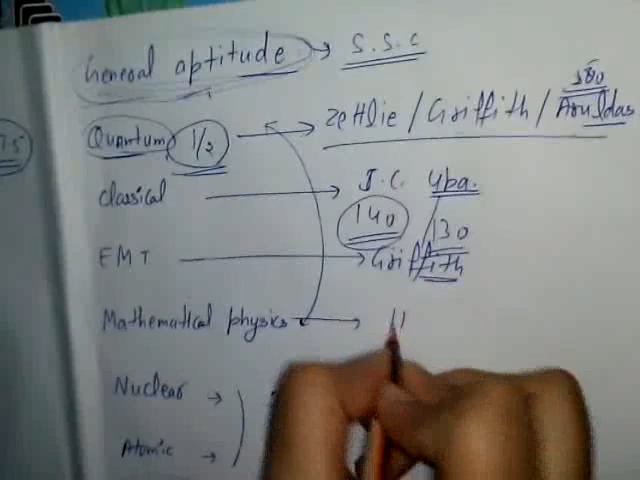 General aptitude → S.S.C
Quantum 1/2 → Zettlie / Griffith / Aruldas
180
75
Classical → J.C. Upa.
140
130
EMT → Griffith
Mathematical physics →
Nuclear →
Atomic →